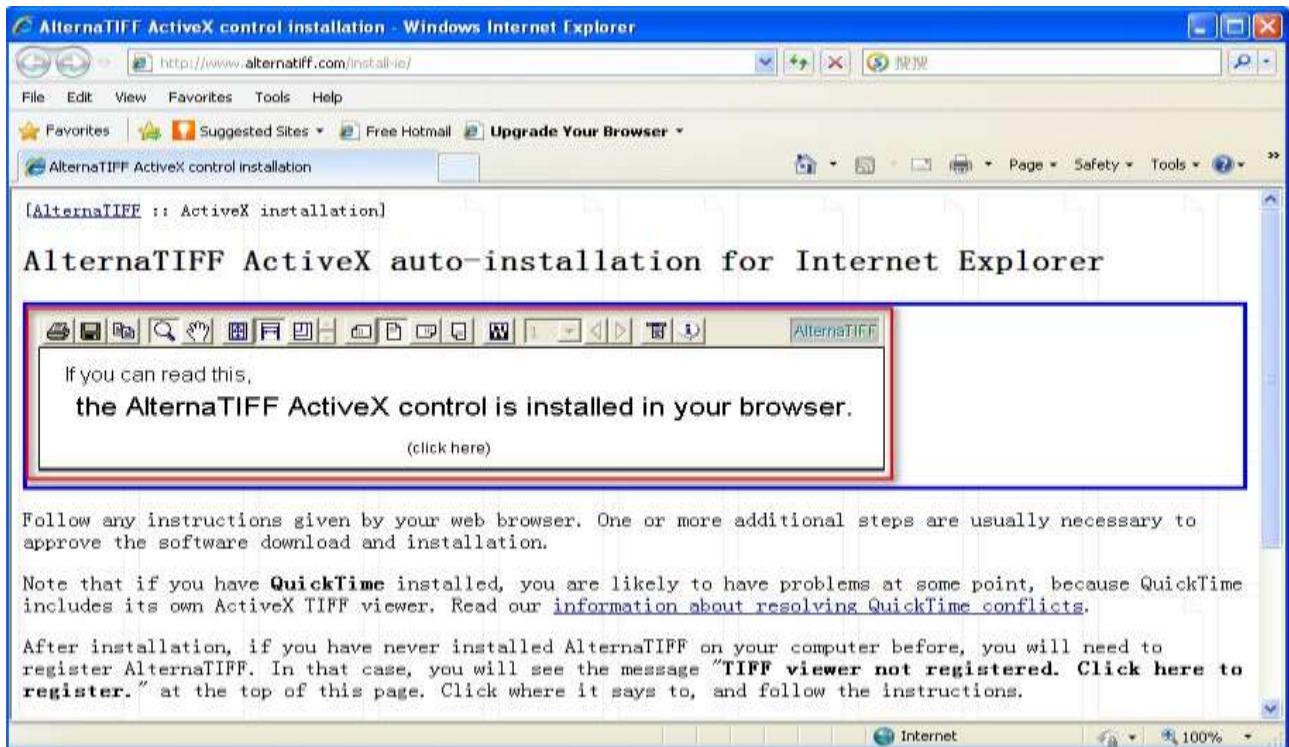 AlternaTIFF ActiveX control installation - Windows Internet Explorer
http://www.alternatiff.com/install-ie/
搜搜
File Edit View Favorites Tools Help
Favorites Suggested Sites Free Hotmail Upgrade Your Browser
AlternaTIFF ActiveX control installation Page Safety Tools
[AlternaTIFF :: ActiveX installation]
AlternaTIFF ActiveX auto-installation for Internet Explorer
1 AlternaTIFF
If you can read this,
the AlternaTIFF ActiveX control is installed in your browser.
(click here)
Follow any instructions given by your web browser. One or more additional steps are usually necessary to
approve the software download and installation.
Note that if you have QuickTime installed, you are likely to have problems at some point, because QuickTime
includes its own ActiveX TIFF viewer. Read our information about resolving QuickTime conflicts.
After installation, if you have never installed AlternaTIFF on your computer before, you will need to
register AlternaTIFF. In that case, you will see the message "TIFF viewer not registered. Click here to
register." at the top of this page. Click where it says to, and follow the instructions.
Internet 100%